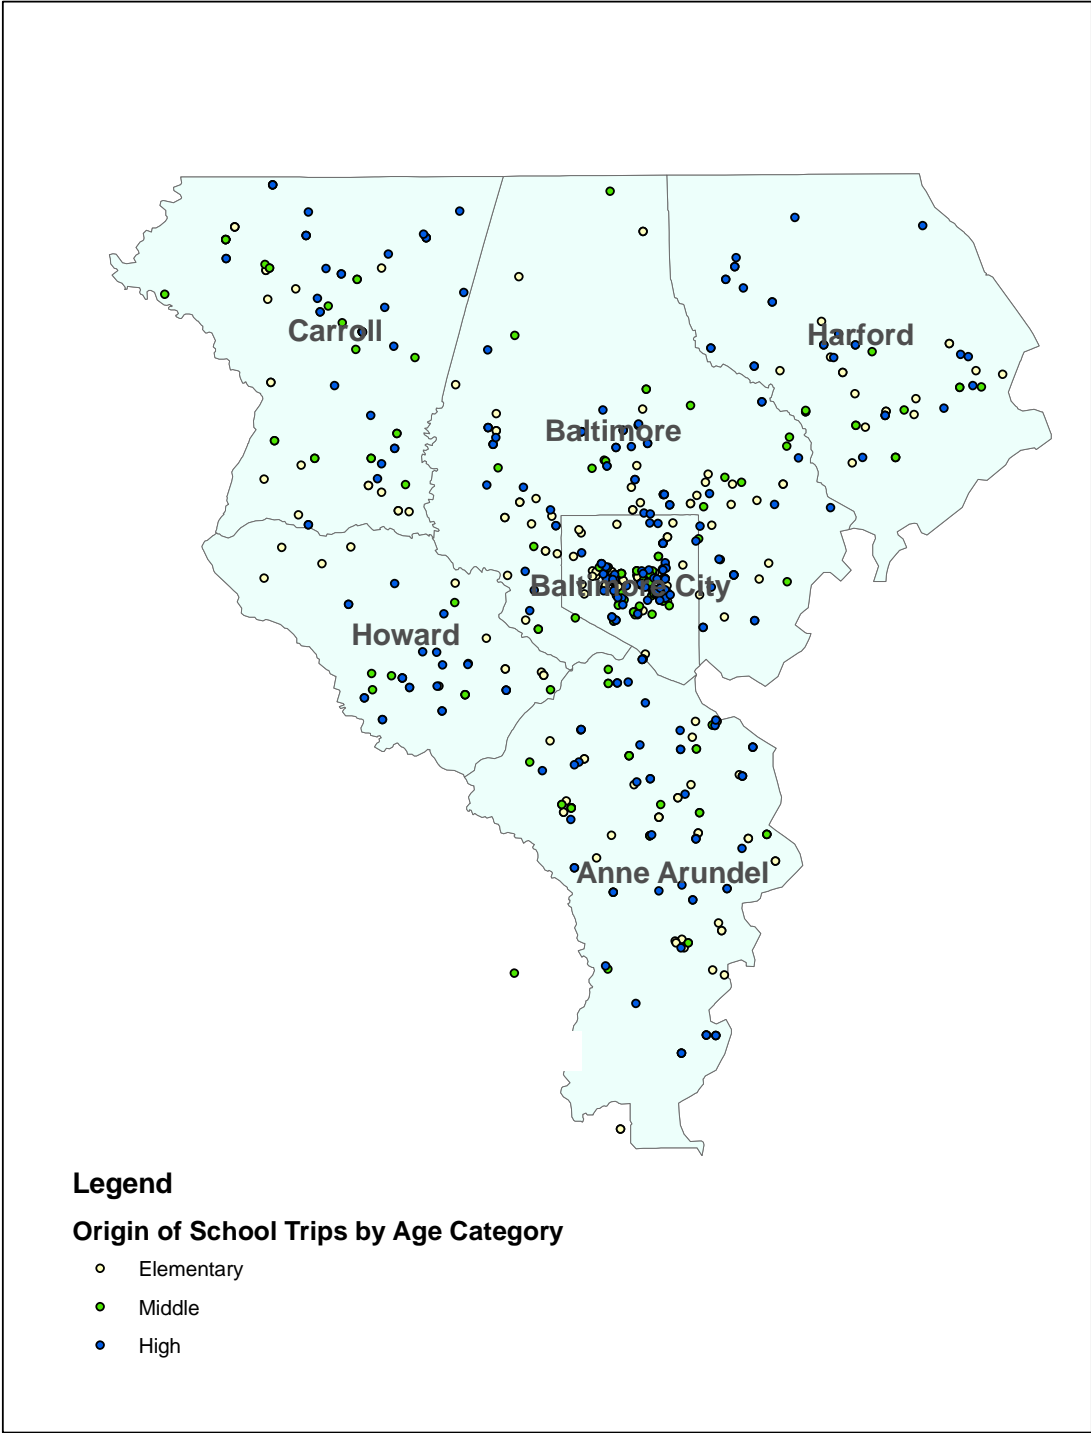 Carroll
Harford
Baltimore
Baltimore City
Howard
Anne Arundel
Legend
Origin of School Trips by Age Category
Elementary
Middle
High